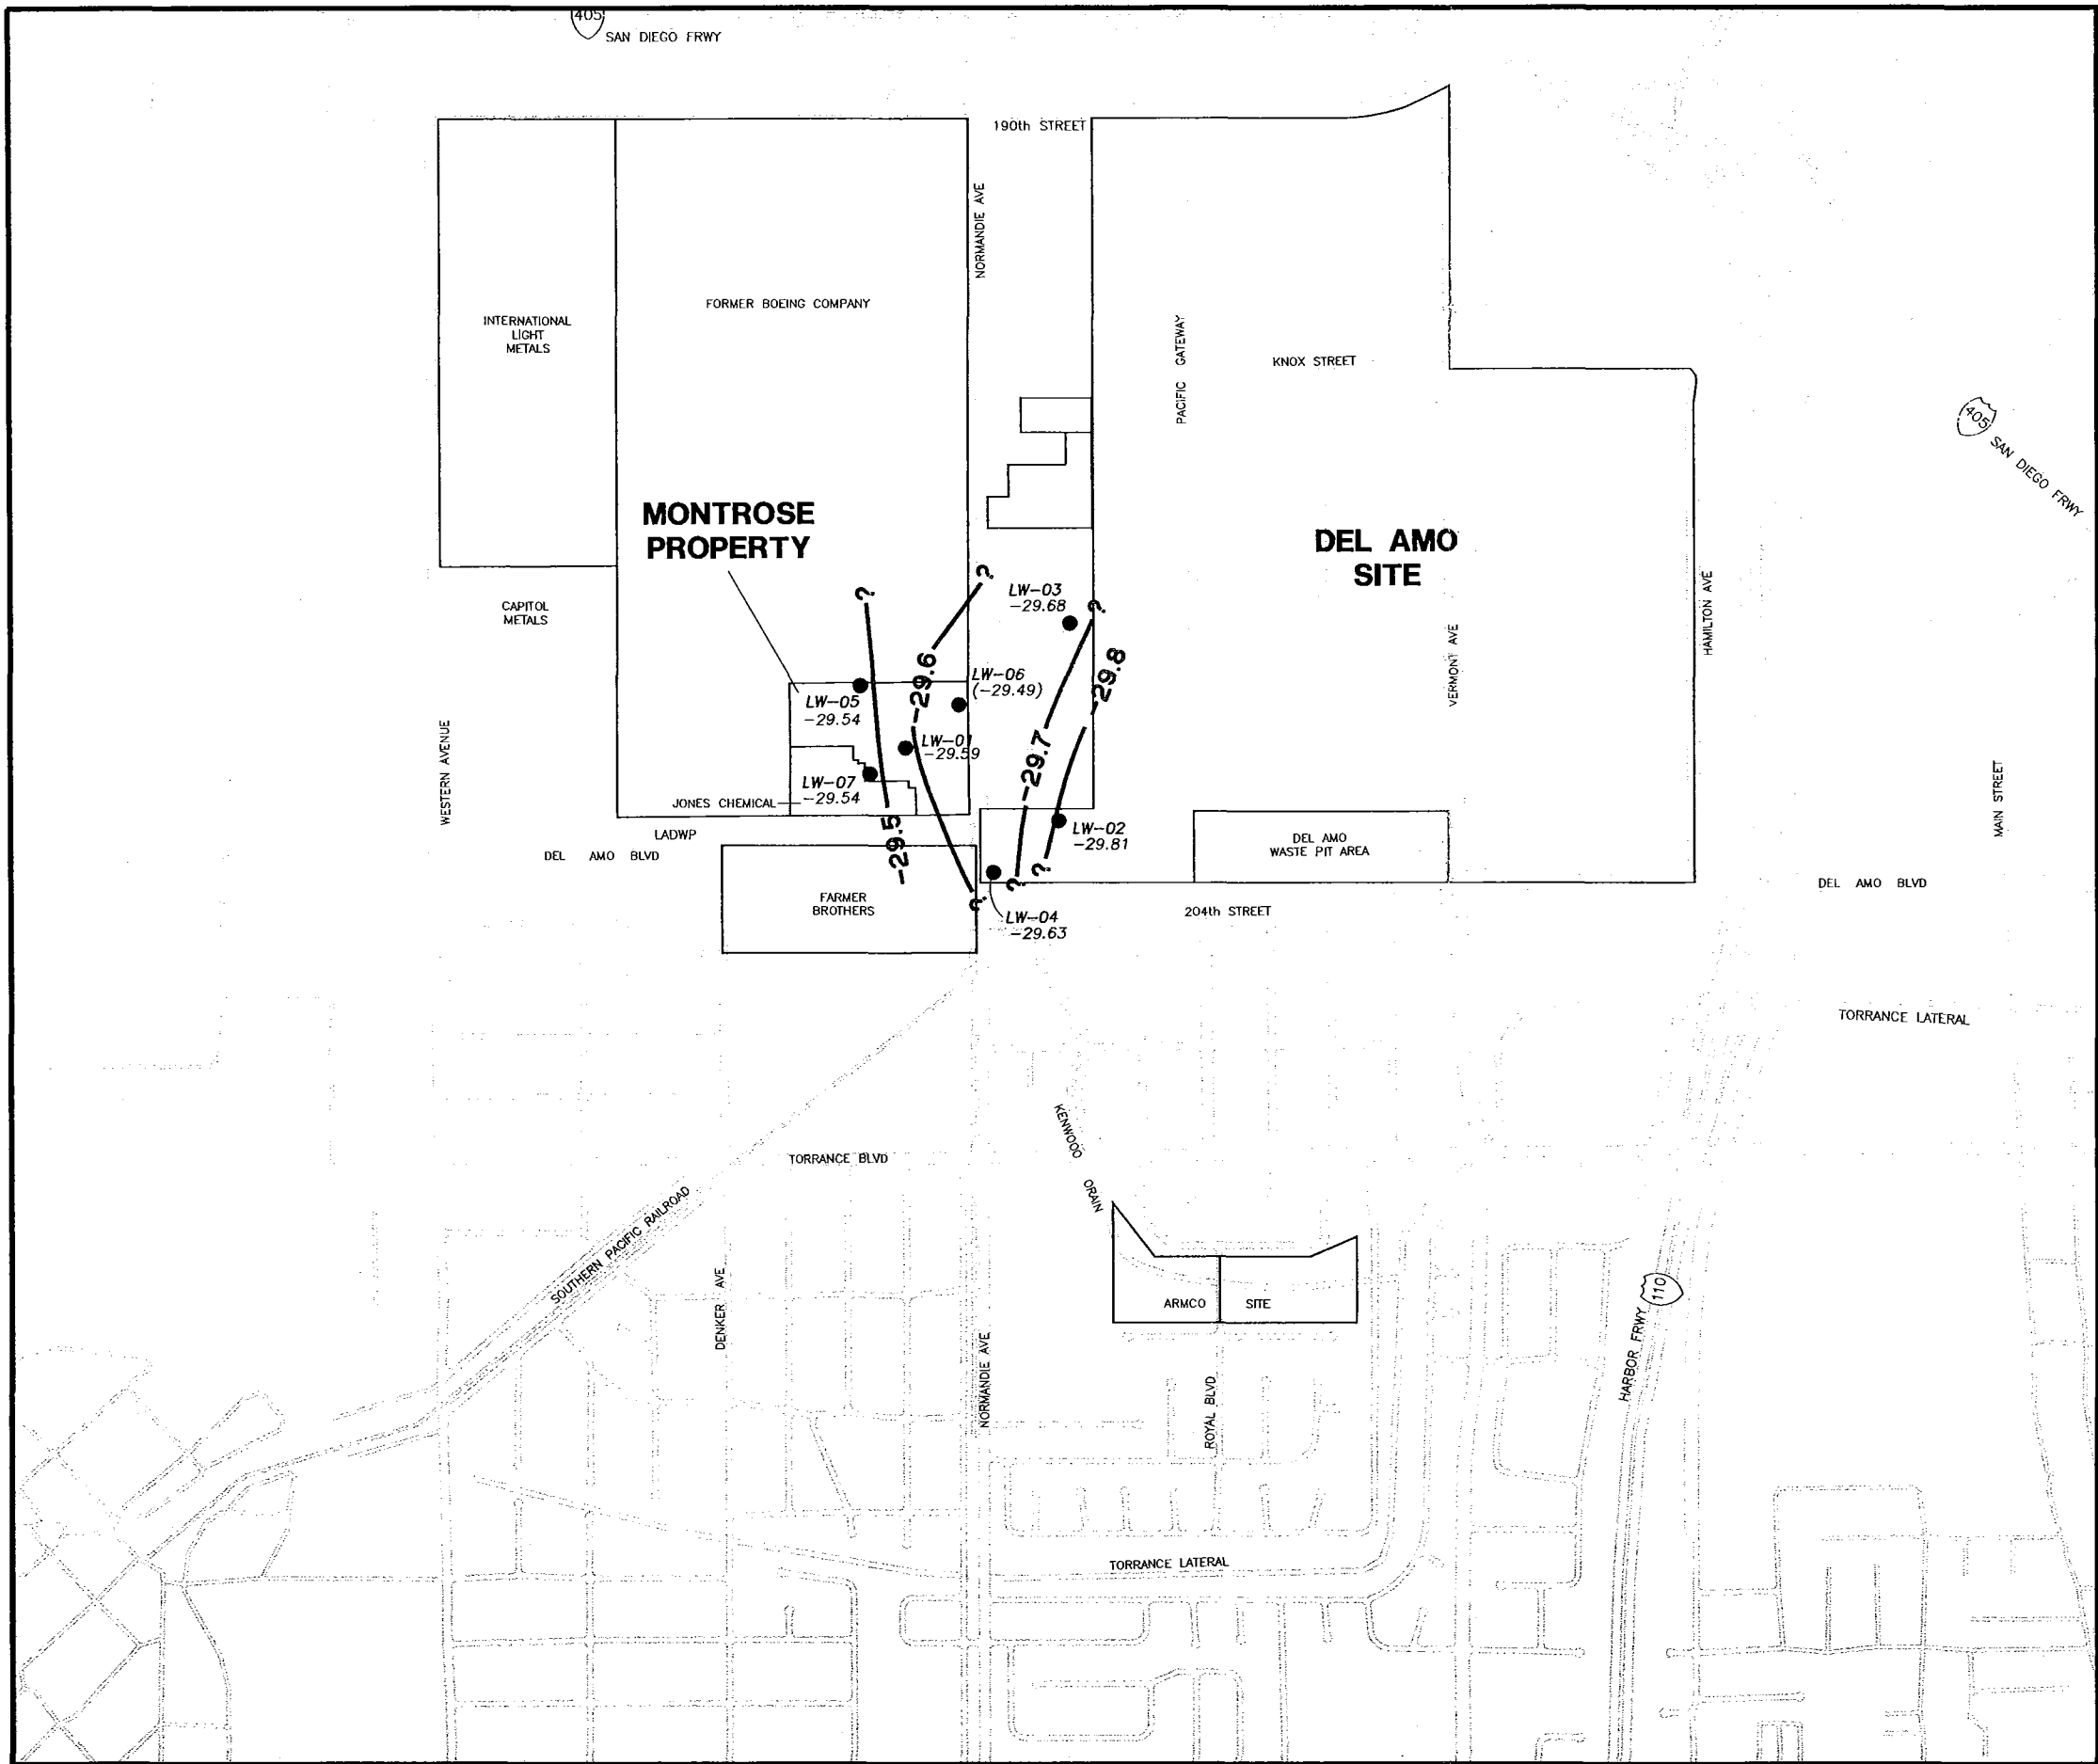 405
SAN DIEGO FRWY
190th STREET
NORMANDIE AVE
FORMER BOEING COMPANY
INTERNATIONAL
LIGHT
METALS
PACIFIC GATEWAY
KNOX STREET
405
SAN DIEGO FRWY
MONTROSE
PROPERTY
DEL AMO
SITE
CAPITOL
METALS
?
?
LW-03
-29.68
?
HAMILTON AVE
VERMONT AVE
-29.6
-29.8
LW-06
(-29.49)
LW-05
-29.54
LW-01
-29.59
-29.7
WESTERN AVENUE
LW-07
-29.54
JONES CHEMICAL
MAIN STREET
LADWP
-29.5
LW-02
-29.81
DEL AMO
WASTE PIT AREA
DEL AMO BLVD
?
?
DEL AMO BLVD
FARMER
BROTHERS
?
LW-04
-29.63
204th STREET
TORRANCE LATERAL
KENWOOD DRAIN
TORRANCE BLVD
SOUTHERN PACIFIC RAILROAD
DENKER AVE
ARMCO SITE
110
HARBOR FRWY
NORMANDIE AVE
ROYAL BLVD
TORRANCE LATERAL